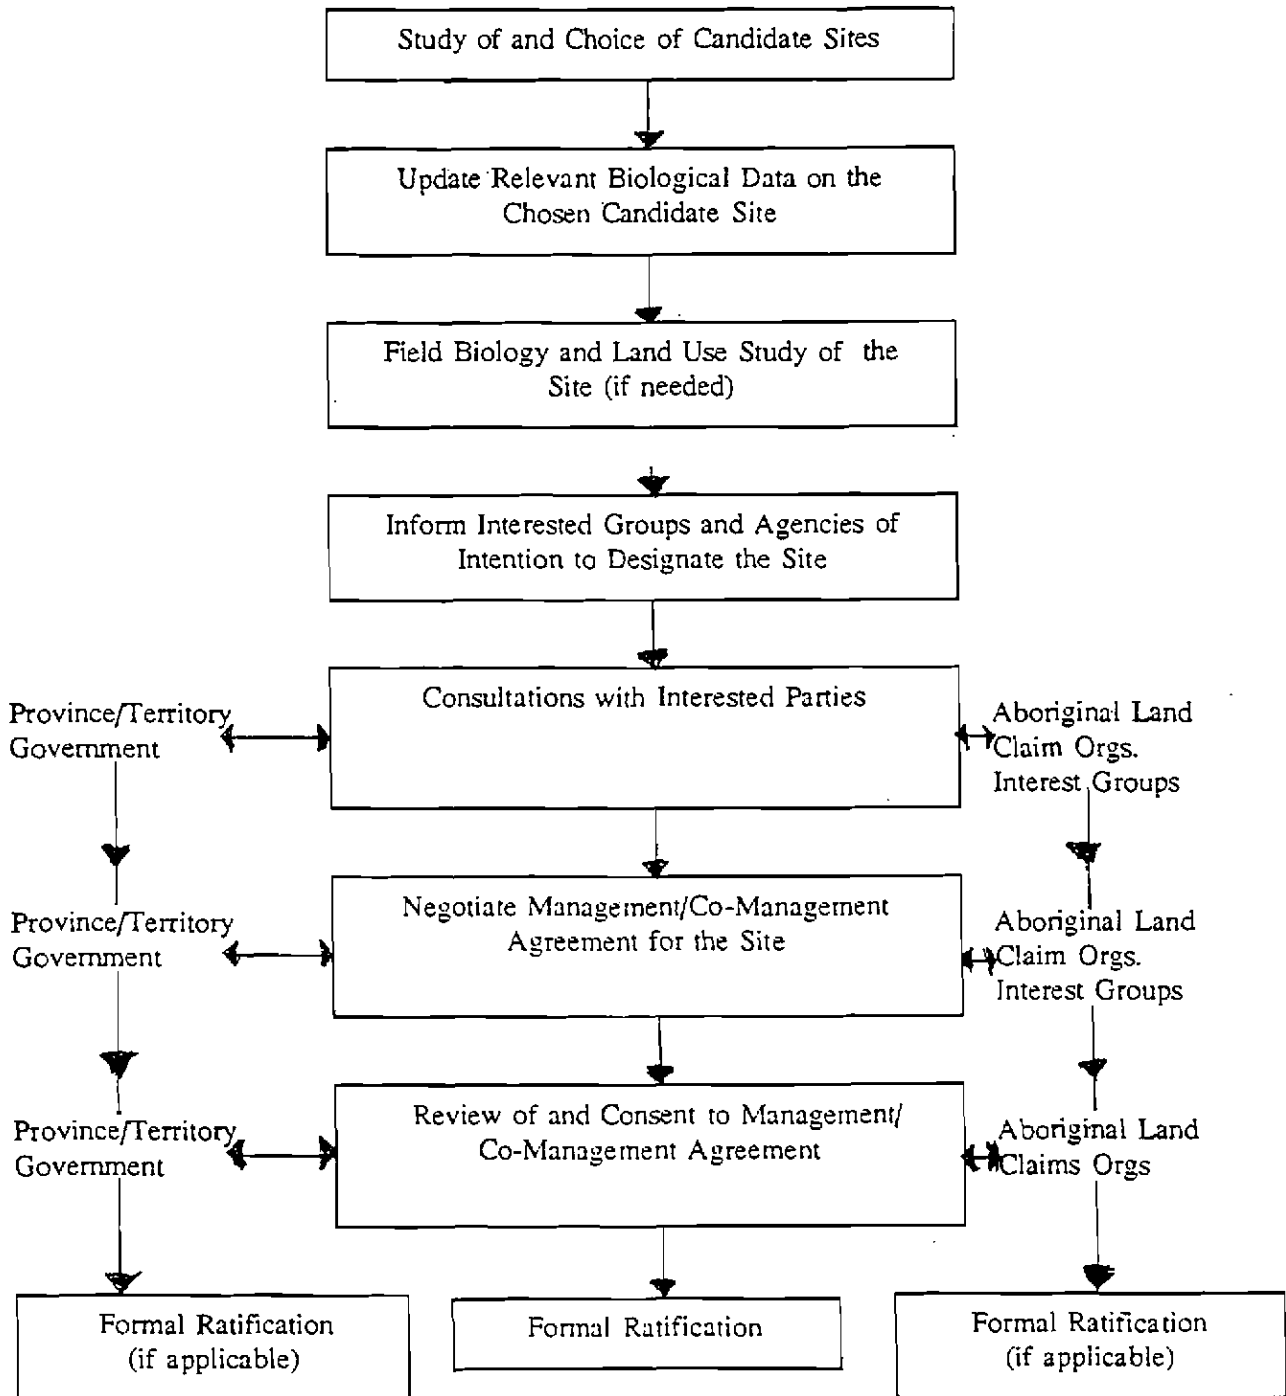 Study of and Choice of Candidate Sites
Update Relevant Biological Data on the
Chosen Candidate Site
Field Biology and Land Use Study of the
Site (if needed)
Inform Interested Groups and Agencies of
Intention to Designate the Site
Consultations with Interested Parties
Province/Territory
Government
Aboriginal Land
Claim Orgs.
Interest Groups
Negotiate Management/Co-Management
Agreement for the Site
Province/Territory
Government
Aboriginal Land
Claim Orgs.
Interest Groups
Review of and Consent to Management/
Co-Management Agreement
Province/Territory
Government
Aboriginal Land
Claims Orgs
Formal Ratification
(if applicable)
Formal Ratification
Formal Ratification
(if applicable)